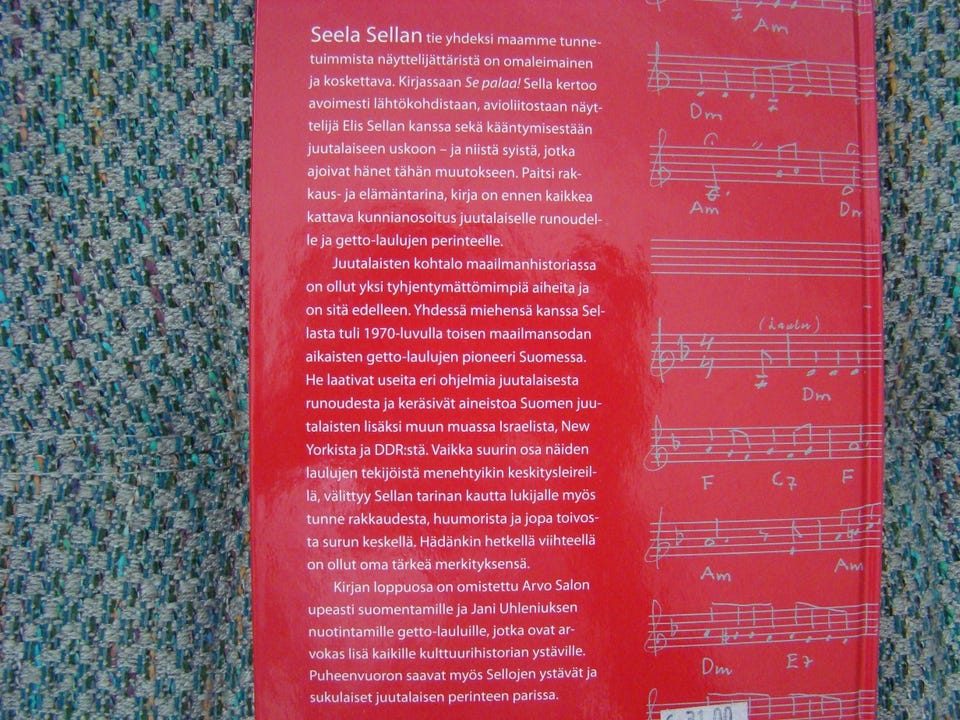 Seela Sellan tie yhdeksi maamme tunne-
tuimmista näyttelijättäristä on omaleimainen
ja koskettava. Kirjassaan Se palaa! Sella kertoo
avoimesti lähtökohdistaan, avioliitostaan näyt-
telijä Elis Sellan kanssa sekä kääntymisestään
juutalaiseen uskoon – ja niistä syistä, jotka
ajoivat hänet tähän muutokseen. Paitsi rak-
kaus- ja elämäntarina, kirja on ennen kaikkea
kattava kunnianosoitus juutalaiselle runoudel-
le ja getto-laulujen perinteelle.
Juutalaisten kohtalo maailmanhistoriassa
on ollut yksi tyhjentymättömimpiä aiheita ja
on sitä edelleen. Yhdessä miehensä kanssa Sel-
lasta tuli 1970-luvulla toisen maailmansodan
aikaisten getto-laulujen pioneeri Suomessa.
He laativat useita eri ohjelmia juutalaisesta
runoudesta ja keräsivät aineistoa Suomen juu-
talaisten lisäksi muun muassa Israelista, New
Yorkista ja DDR:stä. Vaikka suurin osa näiden
laulujen tekijöistä menehtyikin keskitysleireil-
lä, välittyy Sellan tarinan kautta lukijalle myös
tunne rakkaudesta, huumorista ja jopa toivos-
ta surun keskellä. Hädänkin hetkellä viihteellä
on ollut oma tärkeä merkityksensä.
Kirjan loppuosa on omistettu Arvo Salon
upeasti suomentamille ja Jani Uhleniuksen
nuotintamille getto-lauluille, jotka ovat ar-
vokas lisä kaikille kulttuurihistorian ystäville.
Puheenvuoron saavat myös Sellojen ystävät ja
sukulaiset juutalaisen perinteen parissa.
Am
Dm
Am Dm
(Laulu)
4
4
Dm
F C7 F
Am Am
Dm E7